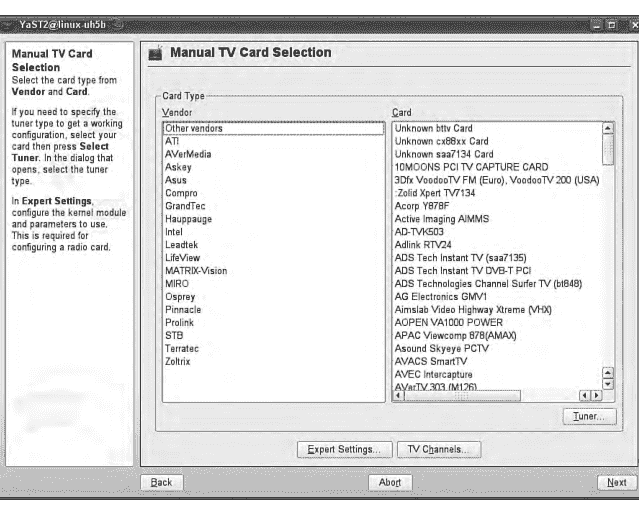 YaST2@linux-uh5b
Manual TV Card
Selection
Select the card type from
Vendor and Card.
If you need to specify the
tuner type to get a working
configuration, select your
card then press Select
Tuner. In the dialog that
opens, select the tuner
type.
In Expert Settings,
configure the kernel module
and parameters to use.
This is required for
configuring a radio card.
Manual TV Card Selection
Card Type
Vendor
Other vendors
ATI
AVerMedia
Askey
Asus
Compro
GrandTec
Hauppauge
Intel
Leadtek
LifeView
MATRIX-Vision
MIRO
Osprey
Pinnacle
Prolink
STB
Terratec
Zoltrix
Card
Unknown bttv Card
Unknown cx88xx Card
Unknown saa7134 Card
10MOONS PCI TV CAPTURE CARD
3Dfx VoodooTV FM (Euro), VoodooTV 200 (USA)
:Zolid Xpert TV7134
Acorp Y878F
Active Imaging AIMMS
AD-TVK503
Adlink RTV24
ADS Tech Instant TV (saa7135)
ADS Tech Instant TV DVB-T PCI
ADS Technologies Channel Surfer TV (bt848)
AG Electronics GMV1
Aimslab Video Highway Xtreme (VHX)
AOPEN VA1000 POWER
APAC Viewcomp 878(AMAX)
Asound Skyeye PCTV
AVACS SmartTV
AVEC Intercapture
AVerTV 303 (M126)
Tuner...
Expert Settings...
TV Channels...
Back
Abort
Next